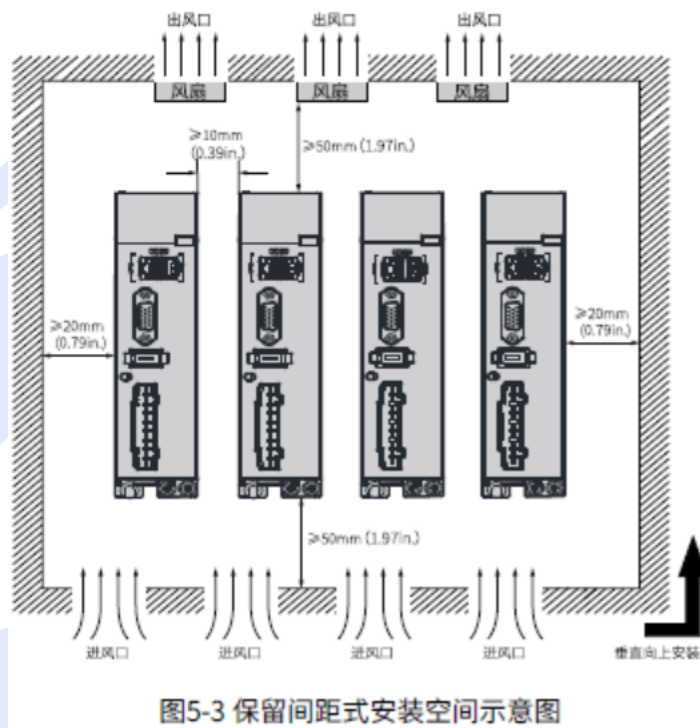 出风口
出风口
出风口
风扇
风扇
风扇
≥10mm
(0.39in.)
≥50mm (1.97in.)
≥20mm
(0.79in.)
≥20mm
(0.79in.)
≥50mm (1.97in.)
进风口
进风口
进风口
进风口
垂直向上安装
图5-3 保留间距式安装空间示意图